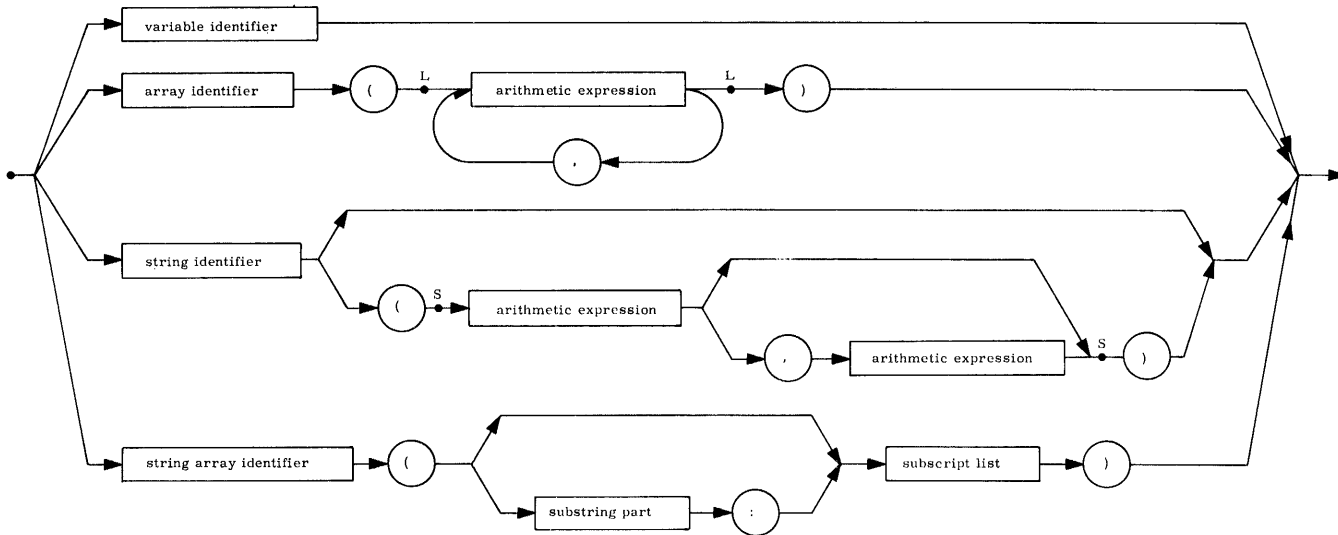 variable identifier
array identifier ( L arithmetic expression L )
,
string identifier
( S arithmetic expression
, arithmetic expression S )
string array identifier ( subscript list )
substring part :